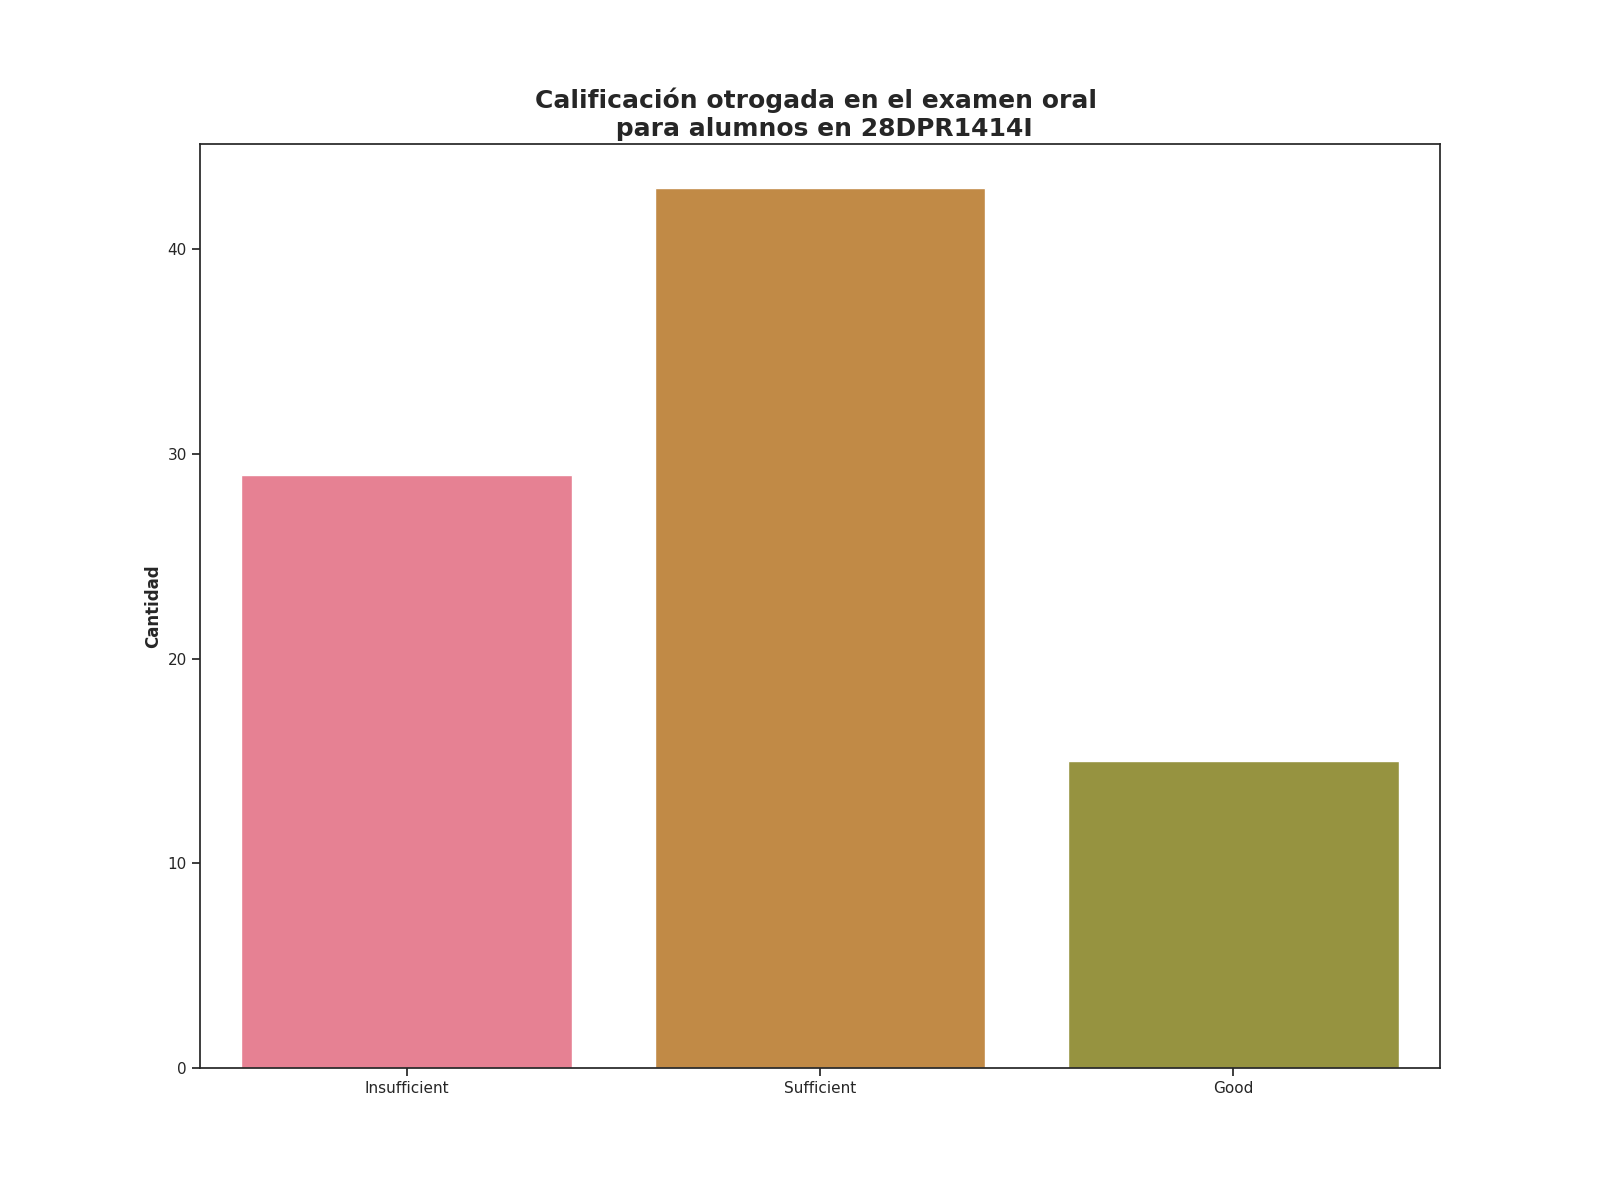 Calificación otrogada en el examen oral
para alumnos en 28DPR1414I
Cantidad
40
30
20
10
0
Insufficient
Sufficient
Good